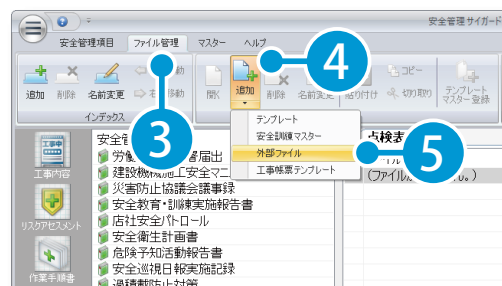 安全管理サイガード
安全管理項目 ファイル管理 マスター ヘルプ
追加 削除 名前変更 移動 開く 追加 削除 名前変更 貼り付け コピー 切り取り テンプレート
マスター登録
インデックス
3
4
5
テンプレート
安全訓練マスター
外部ファイル
工事帳票テンプレート
工事内容
リスクアセスメント
作業手順書
安全
労 届出
建設機械施工安全マニ
災害防止協議会議事録
安全教育・訓練実施報告書
店社安全パトロール
安全衛生計画書
危険予知活動報告書
安全巡視日報実施記録
過積載防止対策
点検表
(ファイルが 。)